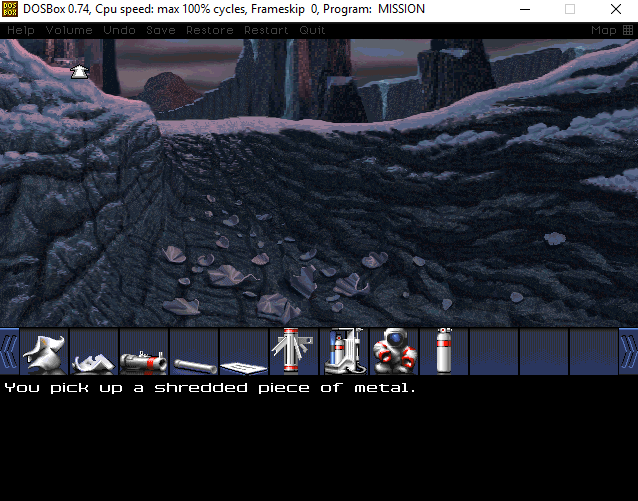 DOSBox 0.74, Cpu speed: max 100% cycles, Frameskip 0, Program: MISSION
Help Volume Undo Save Restore Restart Quit Map
You pick up a shredded piece of metal.